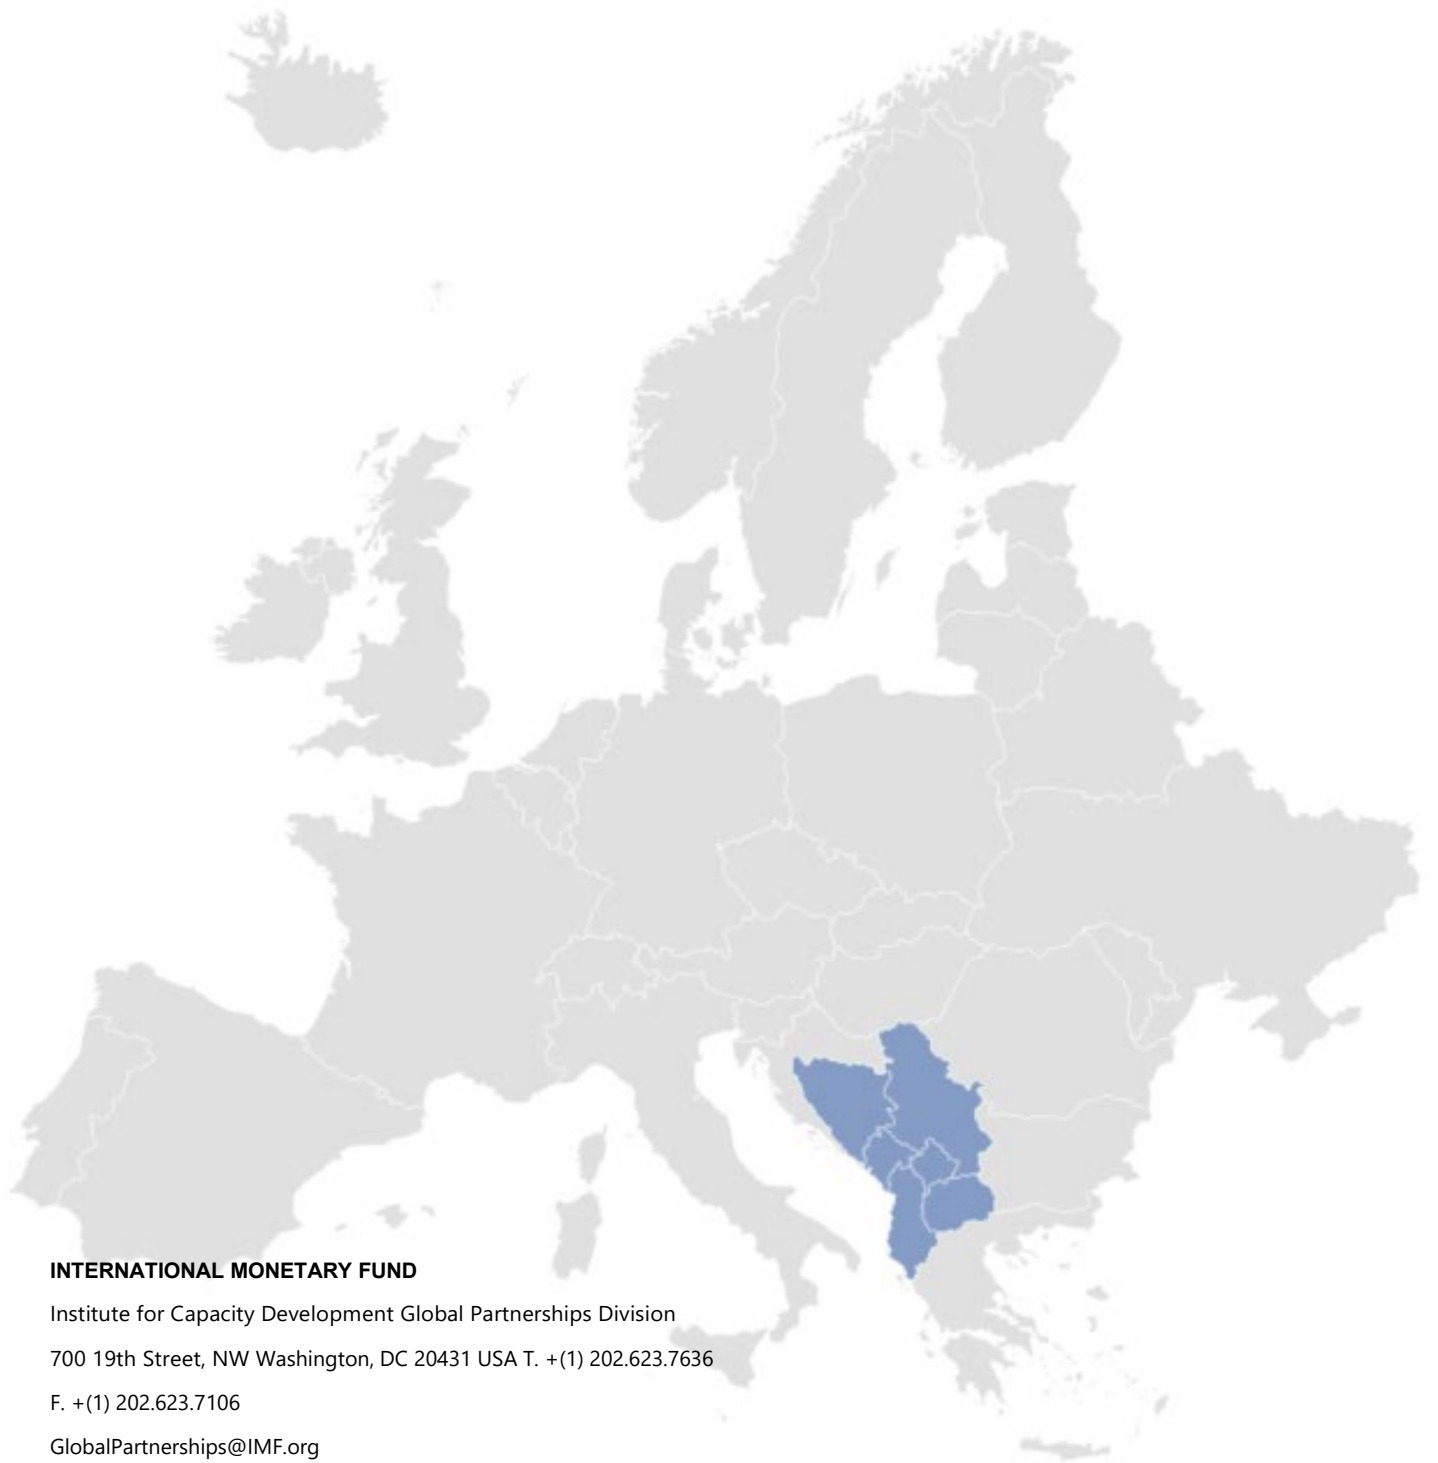 INTERNATIONAL MONETARY FUND
Institute for Capacity Development Global Partnerships Division
700 19th Street, NW Washington, DC 20431 USA T. +(1) 202.623.7636
F. +(1) 202.623.7106
GlobalPartnerships@IMF.org